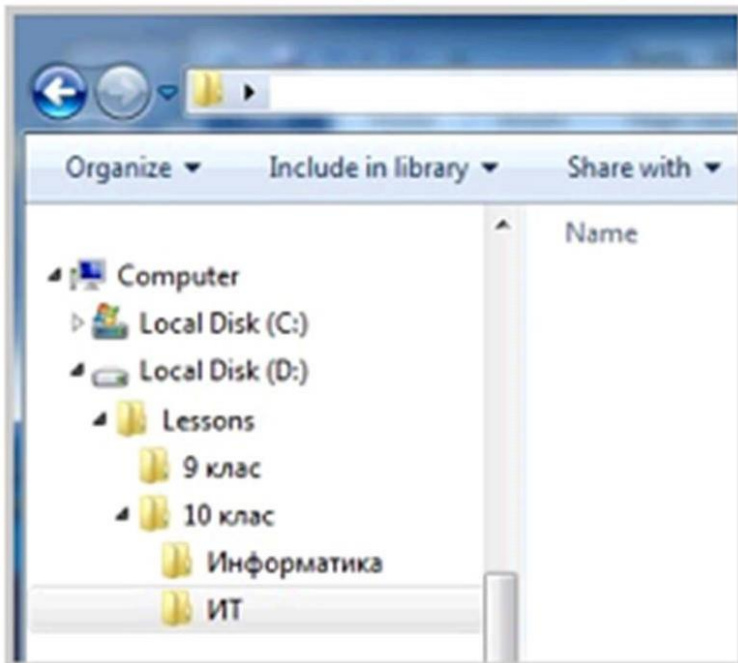 Organize Include in library Share with
Name
Computer
Local Disk (C:)
Local Disk (D:)
Lessons
9 клас
10 клас
Информатика
ИТ